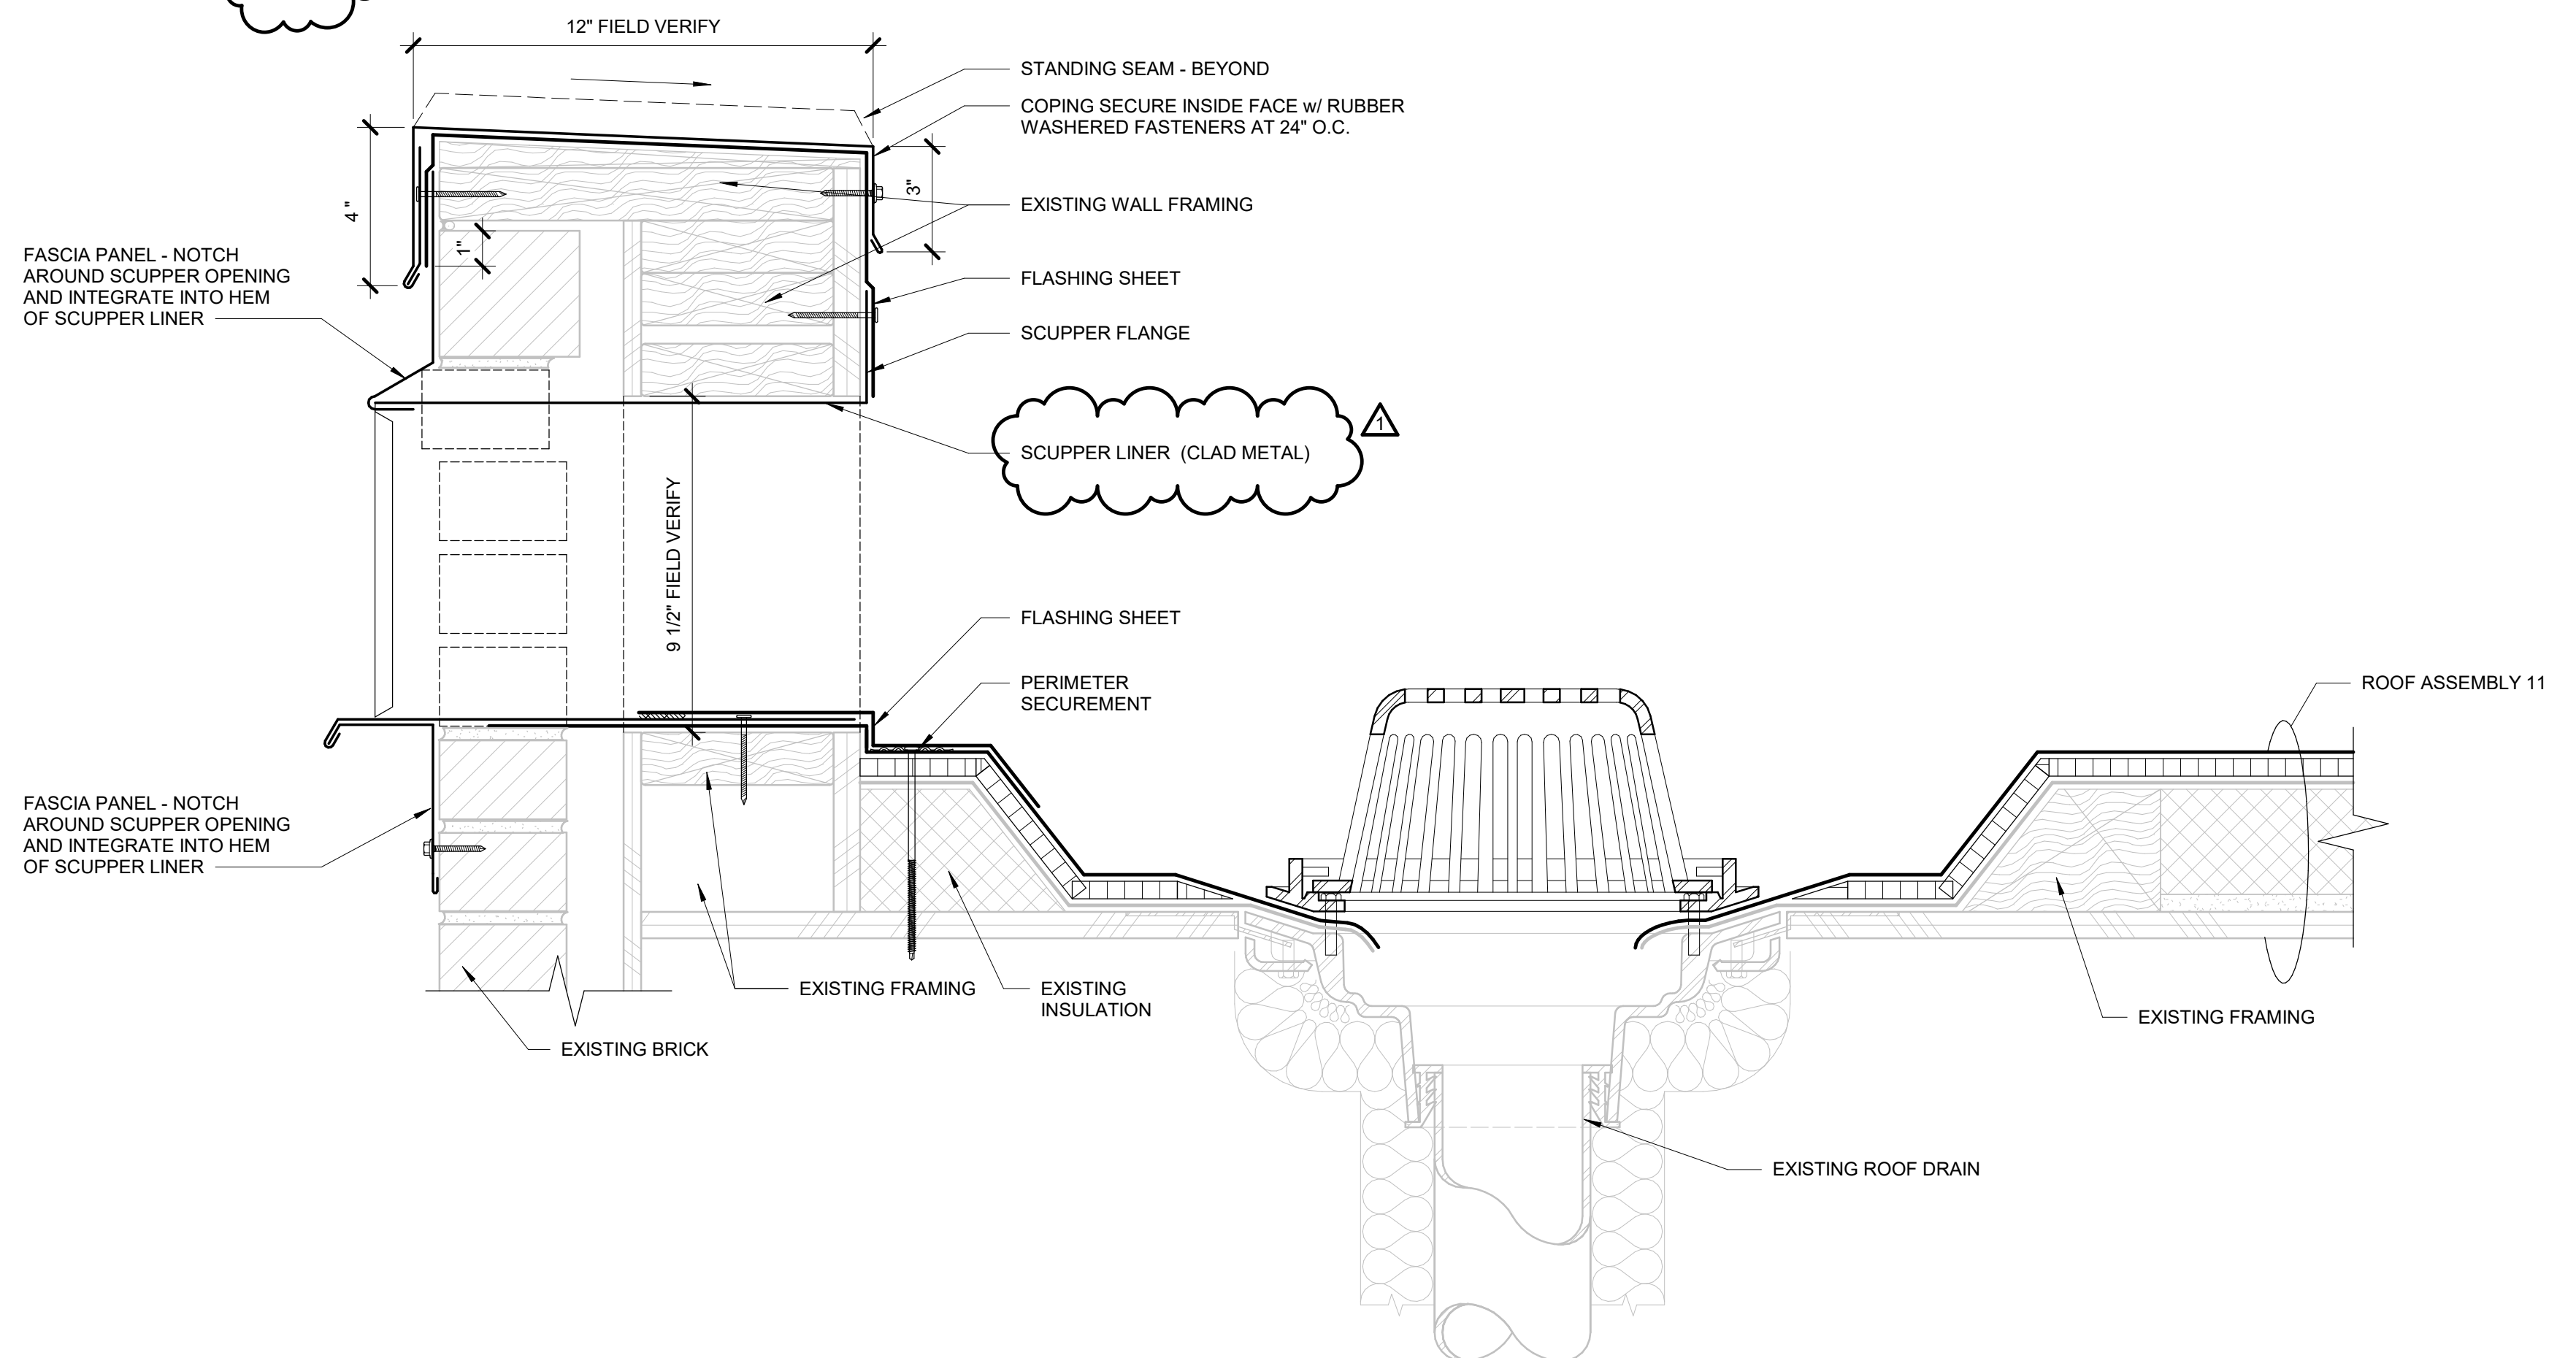 12" FIELD VERIFY
STANDING SEAM - BEYOND
COPING SECURE INSIDE FACE w/ RUBBER
WASHERED FASTENERS AT 24" O.C.
4 "
3"
1"
EXISTING WALL FRAMING
FASCIA PANEL - NOTCH
AROUND SCUPPER OPENING
AND INTEGRATE INTO HEM
OF SCUPPER LINER
FLASHING SHEET
SCUPPER FLANGE
1
SCUPPER LINER  (CLAD METAL)
9 1/2" FIELD VERIFY
FLASHING SHEET
PERIMETER
SECUREMENT
ROOF ASSEMBLY 11
FASCIA PANEL - NOTCH
AROUND SCUPPER OPENING
AND INTEGRATE INTO HEM
OF SCUPPER LINER
EXISTING FRAMING
EXISTING
INSULATION
EXISTING FRAMING
EXISTING BRICK
EXISTING ROOF DRAIN